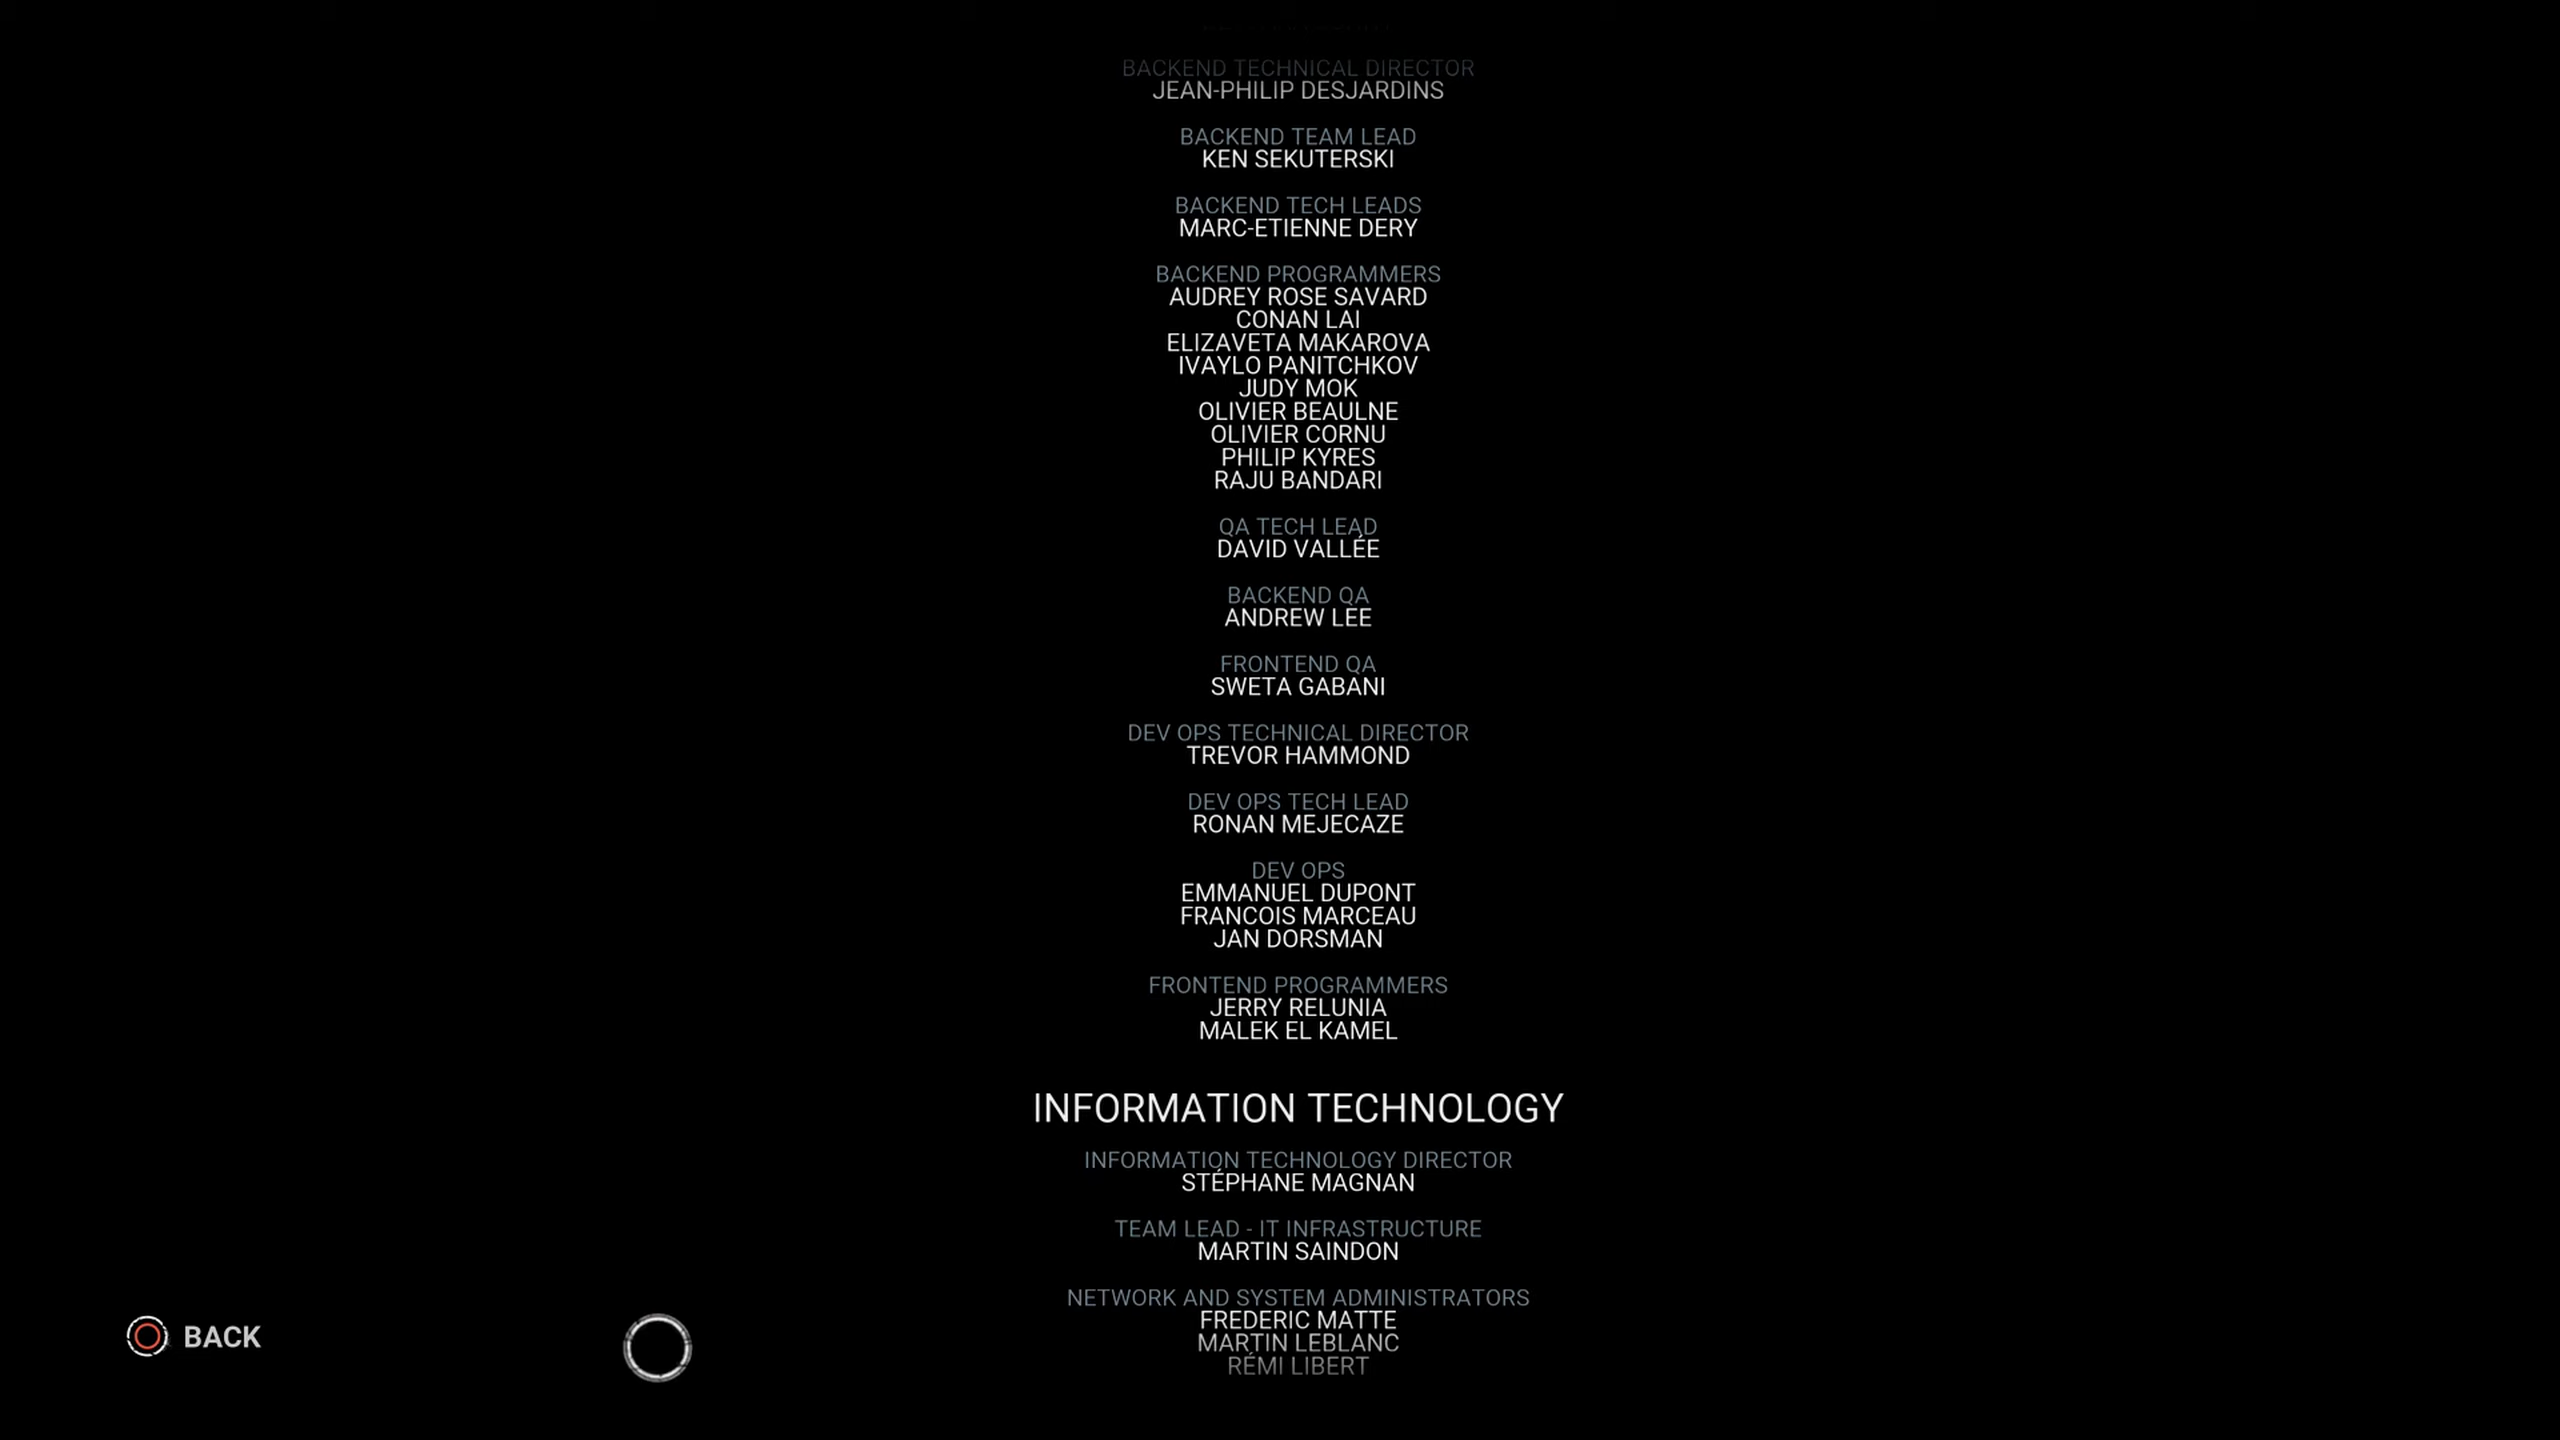 BACKEND TECHNICAL DIRECTOR
JEAN-PHILIP DESJARDINS
BACKEND TEAM LEAD
KEN SEKUTERSKI
BACKEND TECH LEADS
MARC-ETIENNE DERY
BACKEND PROGRAMMERS
AUDREY ROSE SAVARD
CONAN LAI
ELIZAVETA MAKAROVA
IVAYLO PANITCHKOV
JUDY MOK
OLIVIER BEAULNE
OLIVIER CORNU
PHILIP KYRES
RAJU BANDARI
QA TECH LEAD
DAVID VALLÉE
BACKEND QA
ANDREW LEE
FRONTEND QA
SWETA GABANI
DEV OPS TECHNICAL DIRECTOR
TREVOR HAMMOND
DEV OPS TECH LEAD
RONAN MEJECAZE
DEV OPS
EMMANUEL DUPONT
FRANCOIS MARCEAU
JAN DORSMAN
FRONTEND PROGRAMMERS
JERRY RELUNIA
MALEK EL KAMEL
INFORMATION TECHNOLOGY
INFORMATION TECHNOLOGY DIRECTOR
STÉPHANE MAGNAN
TEAM LEAD - IT INFRASTRUCTURE
MARTIN SAINDON
NETWORK AND SYSTEM ADMINISTRATORS
FREDERIC MATTE
MARTIN LEBLANC
RÉMI LIBERT
BACK